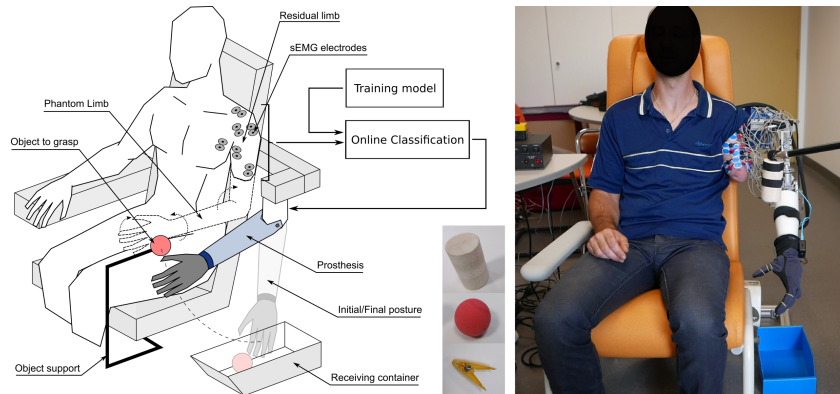 Residual limb
sEMG electrodes
Training model
Phantom Limb
Object to grasp
Online Classification
Prosthesis
Initial/Final posture
Object support
Receiving container